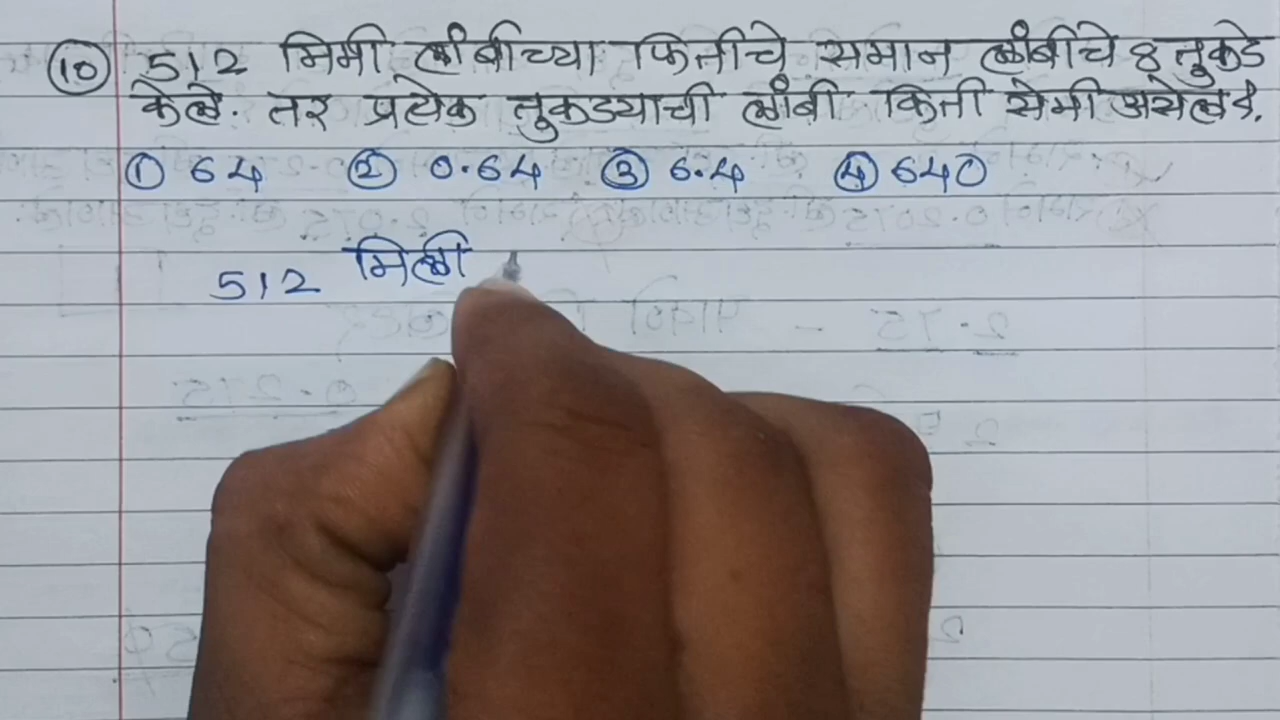 ⑩ 512 मिमी लांबीच्या फितीचे समान लांबीचे 8 तुकडे
केले. तर प्रत्येक तुकड्याची लांबी किती सेमी असेल?
① 64 ② 0.64 ③ 6.4 ④ 640
512 मिली